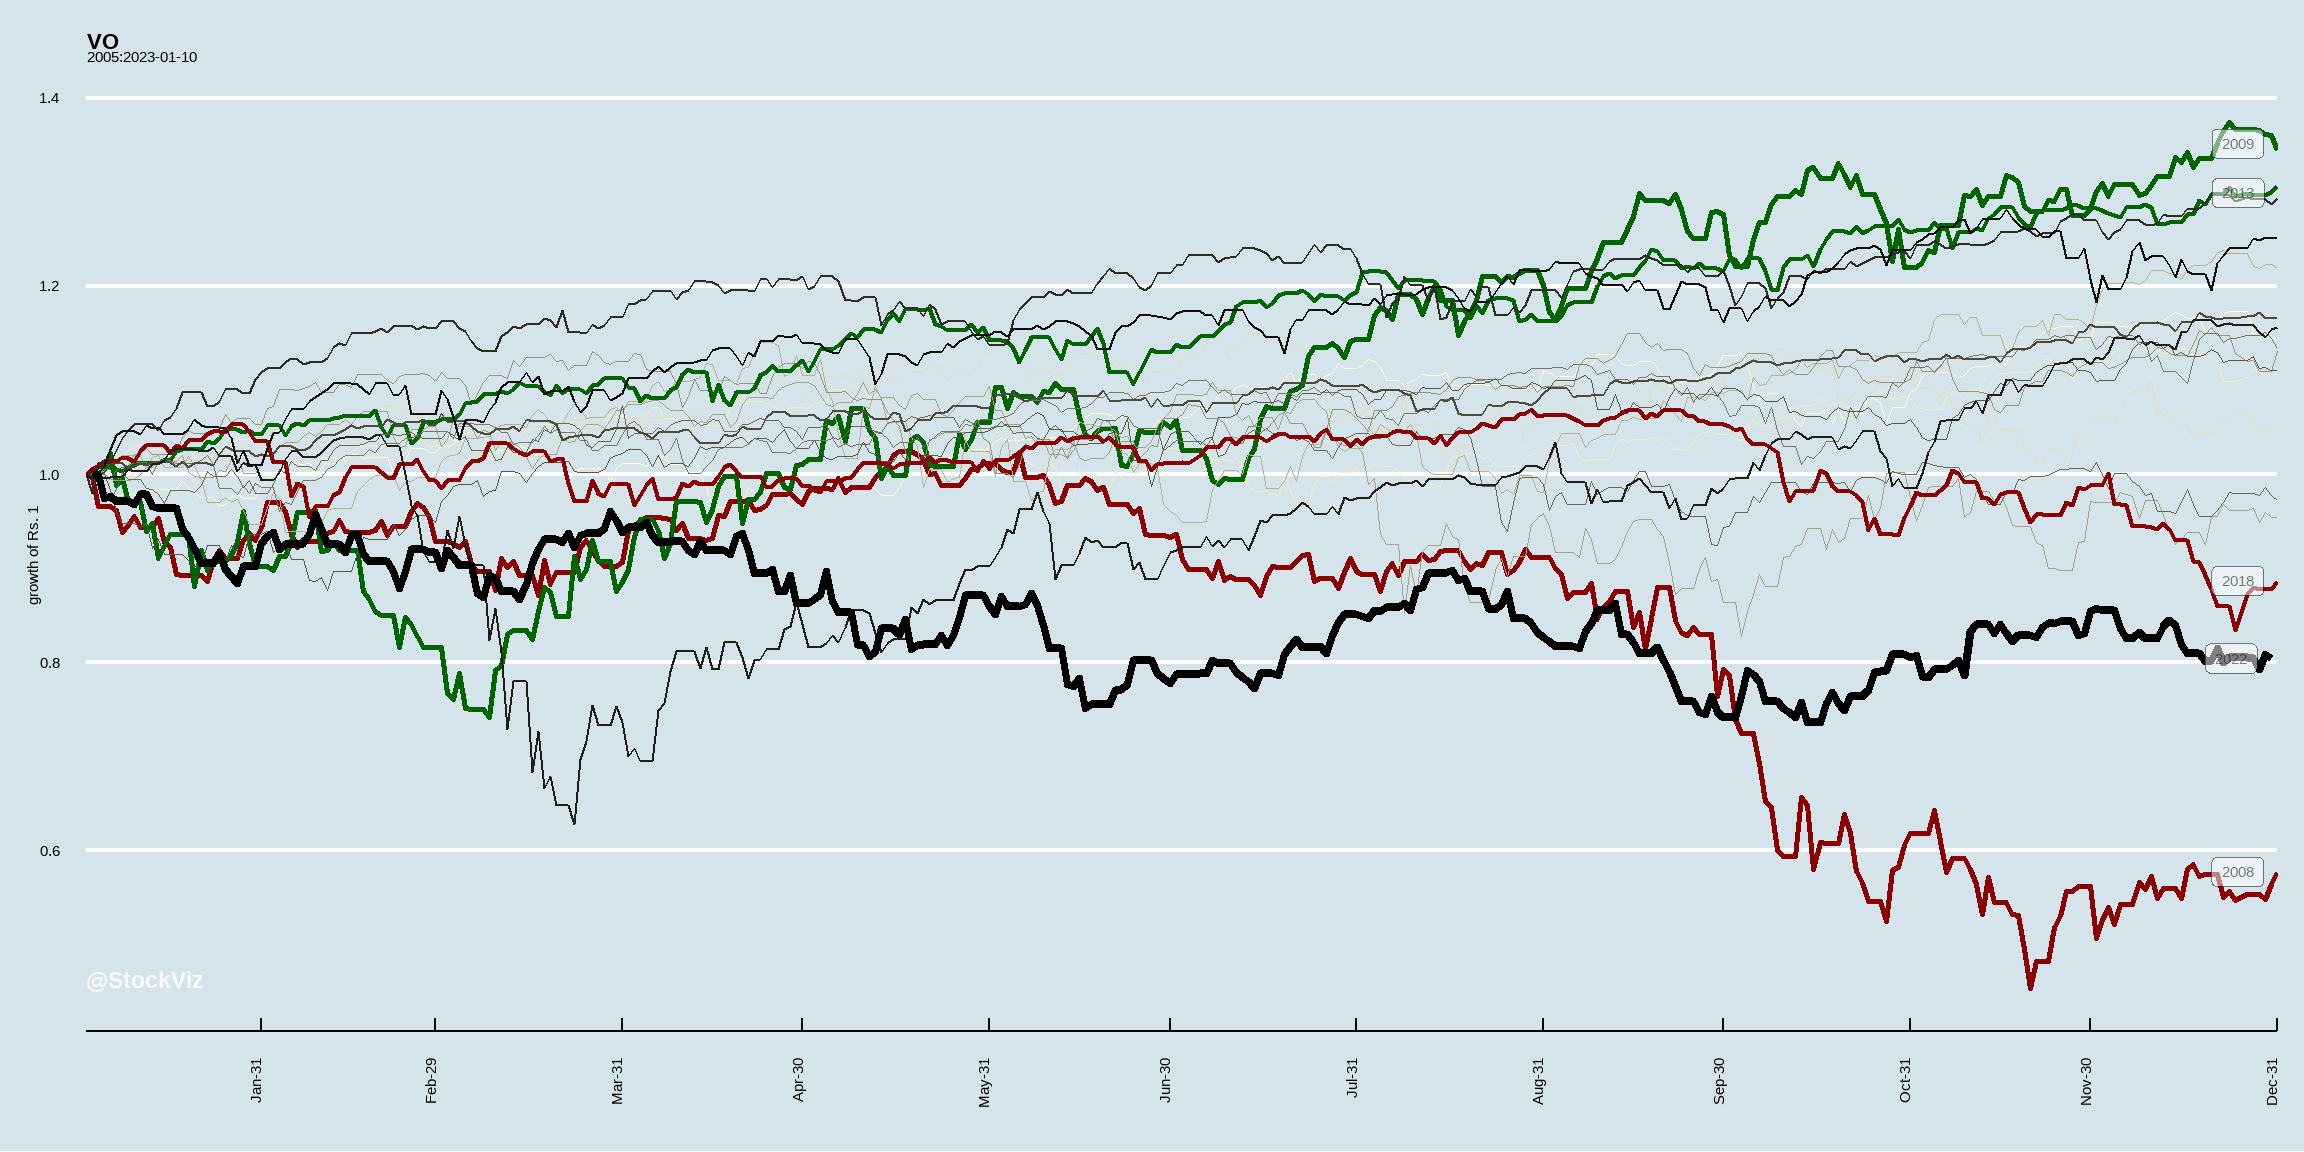 VO
2005:2023-01-10
1.4
1.2
1.0
0.8
0.6
growth of Rs. 1
2009
2013
2018
2022
2008
@StockViz
Jan-31
Feb-29
Mar-31
Apr-30
May-31
Jun-30
Jul-31
Aug-31
Sep-30
Oct-31
Nov-30
Dec-31